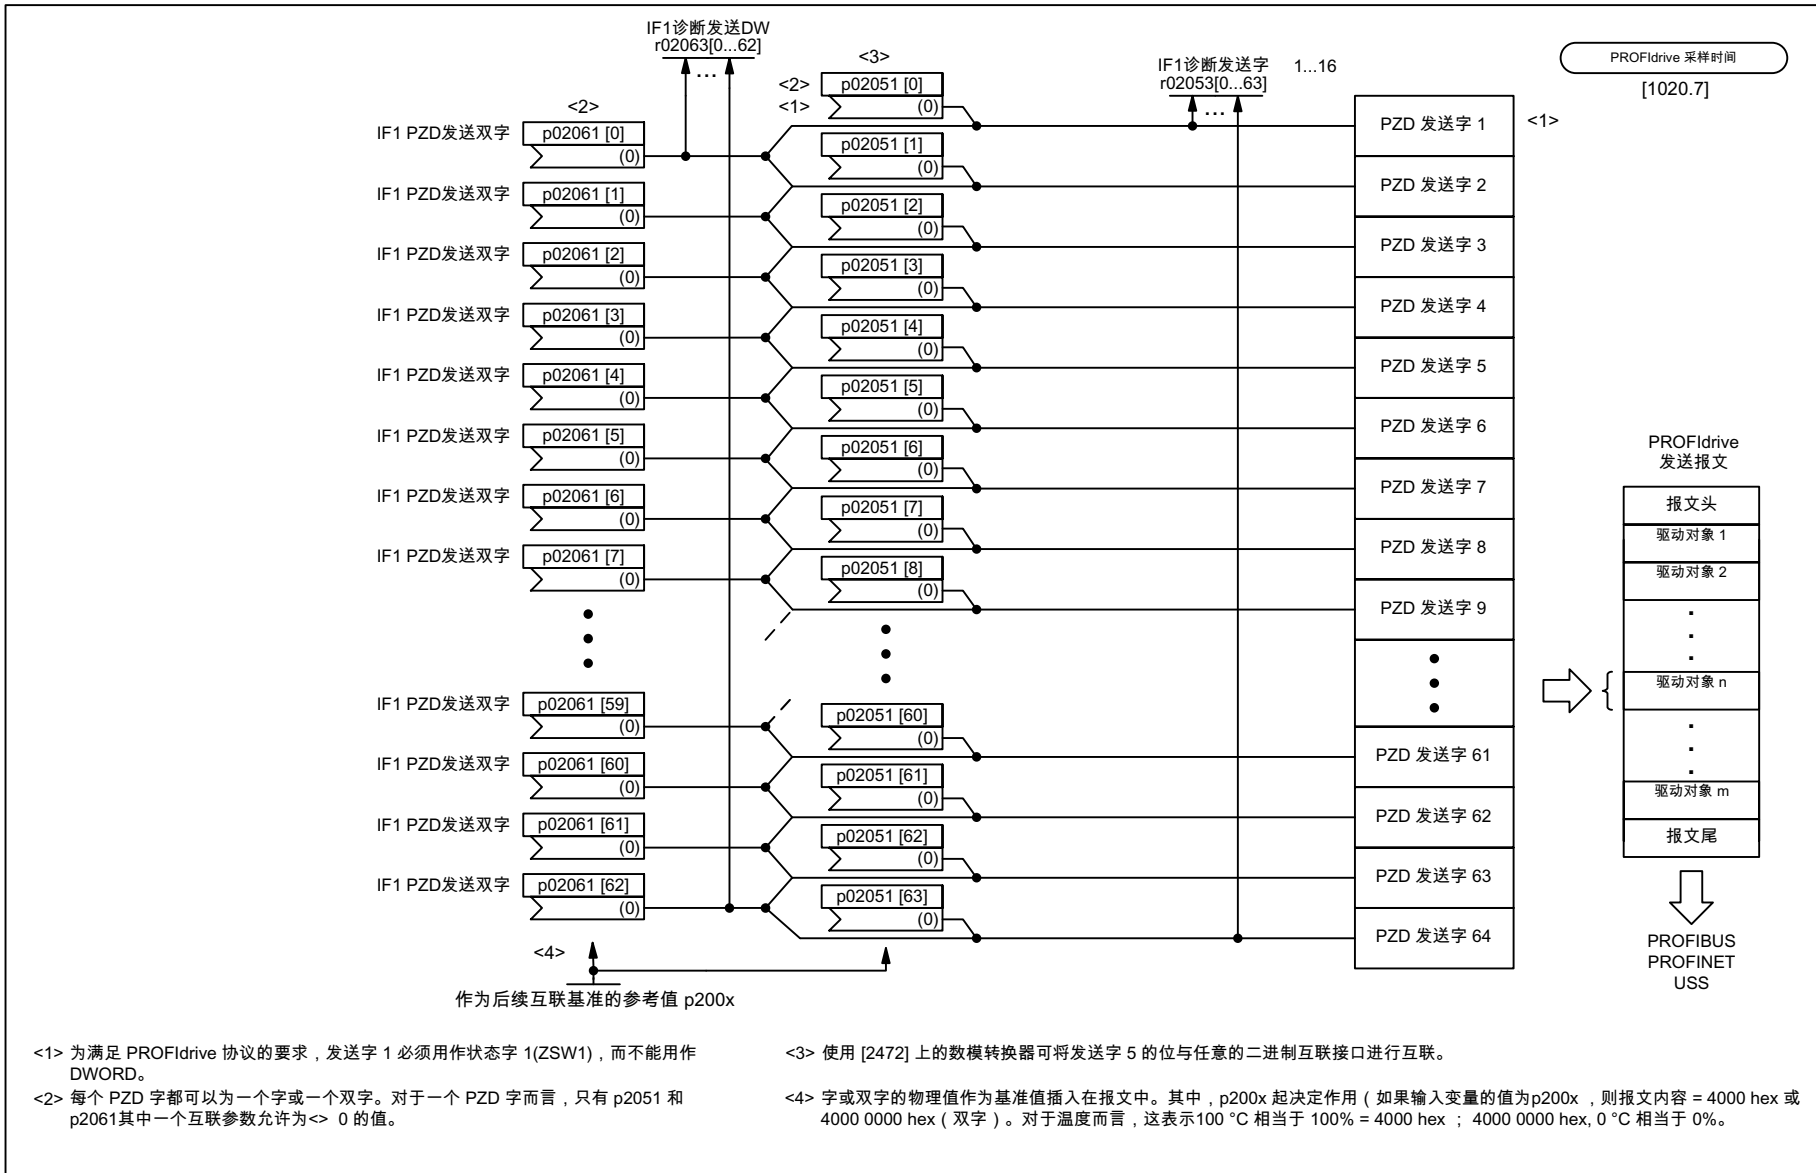 IF1诊断发送DW
r02063[0...62]
<3>
IF1诊断发送字 1...16
r02053[0...63]
PROFIdrive 采样时间
[1020.7]
<2>
<2> p02051 [0]
<1> (0)
...
...
IF1 PZD发送双字 p02061 [0]
(0)
PZD 发送字 1 <1>
p02051 [1]
(0)
PZD 发送字 2
IF1 PZD发送双字 p02061 [1]
(0)
p02051 [2]
(0)
PZD 发送字 3
IF1 PZD发送双字 p02061 [2]
(0)
p02051 [3]
(0)
PZD 发送字 4
IF1 PZD发送双字 p02061 [3]
(0)
p02051 [4]
(0)
PZD 发送字 5
IF1 PZD发送双字 p02061 [4]
(0)
p02051 [5]
(0)
PZD 发送字 6
IF1 PZD发送双字 p02061 [5]
(0)
p02051 [6]
(0)
PZD 发送字 7
IF1 PZD发送双字 p02061 [6]
(0)
p02051 [7]
(0)
PZD 发送字 8
IF1 PZD发送双字 p02061 [7]
(0)
p02051 [8]
(0)
PZD 发送字 9
IF1 PZD发送双字 p02061 [59]
(0)
p02051 [60]
(0)
PZD 发送字 61
IF1 PZD发送双字 p02061 [60]
(0)
p02051 [61]
(0)
PZD 发送字 62
IF1 PZD发送双字 p02061 [61]
(0)
p02051 [62]
(0)
PZD 发送字 63
IF1 PZD发送双字 p02061 [62]
(0)
p02051 [63]
(0)
PZD 发送字 64
PROFIdrive
发送报文
报文头
驱动对象 1
驱动对象 2
驱动对象 n
驱动对象 m
报文尾
PROFIBUS
PROFINET
USS
<4>
作为后续互联基准的参考值 p200x
<1> 为满足 PROFIdrive 协议的要求，发送字 1 必须用作状态字 1(ZSW1)，而不能用作
DWORD。
<2> 每个 PZD 字都可以为一个字或一个双字。对于一个 PZD 字而言，只有 p2051 和
p2061其中一个互联参数允许为<> 0 的值。
<3> 使用 [2472] 上的数模转换器可将发送字 5 的位与任意的二进制互联接口进行互联。
<4> 字或双字的物理值作为基准值插入在报文中。其中，p200x 起决定作用（如果输入变量的值为p200x ，则报文内容 = 4000 hex 或
4000 0000 hex（双字）。对于温度而言，这表示100 °C 相当于 100% = 4000 hex ；4000 0000 hex, 0 °C 相当于 0%。